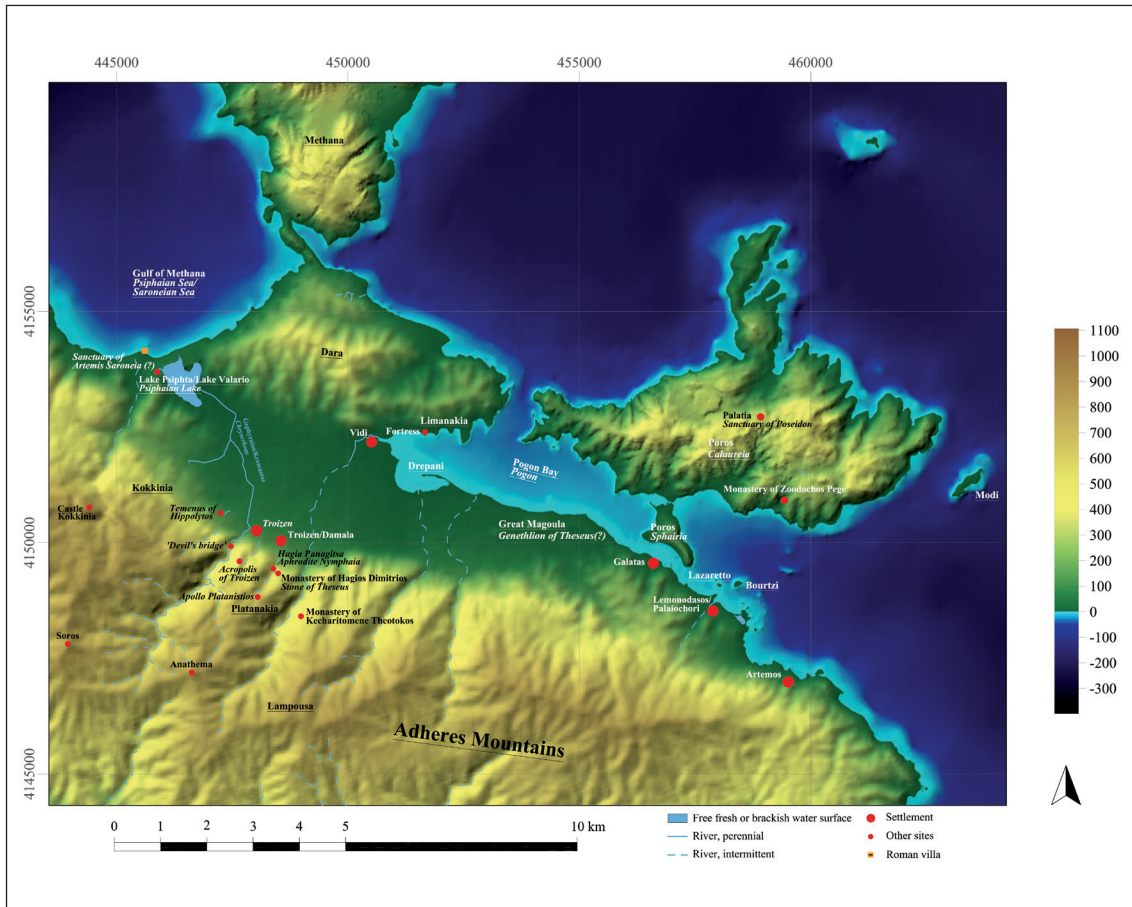 445000
450000
455000
460000
4155000
4150000
4145000
Methana
Gulf of Methana
Psiphaian Sea/
Saroneian Sea
Sanctuary of
Artemis Saroneia (?)
Lake Psiphta/Lake Valario
Psiphaian Lake
Dara
Limanakia
Vidi
Fortress
Drepani
Pogon Bay
Pogon
Palatia
Sanctuary of Poseidon
Poros
Calaureia
Monastery of Zoodochos Pege
Modi
Kokkinia
Castle
Kokkinia
Temenus of
Hippolytos
Troizen
Troizen/Damala
'Devil's bridge'
Hagia Panagitsa
Aphrodite Nymphaia
Acropolis
of Troizen
Monastery of Hagios Dimitrios
Stone of Theseus
Apollo Platanistios
Platanakia
Monastery of
Kecharitomene Theotokos
Great Magoula
Genethlion of Theseus(?)
Poros
Sphairia
Galatas
Lazaretto
Bourtzi
Lemonodasos/
Palaiochori
Artemos
Soros
Anathema
Lampousa
Adheres Mountains
1100
1000
900
800
700
600
500
400
300
200
100
0
-100
-200
-300
0 1 2 3 4 5 10 km
Free fresh or brackish water surface
River, perennial
River, intermittent
Settlement
Other sites
Roman villa